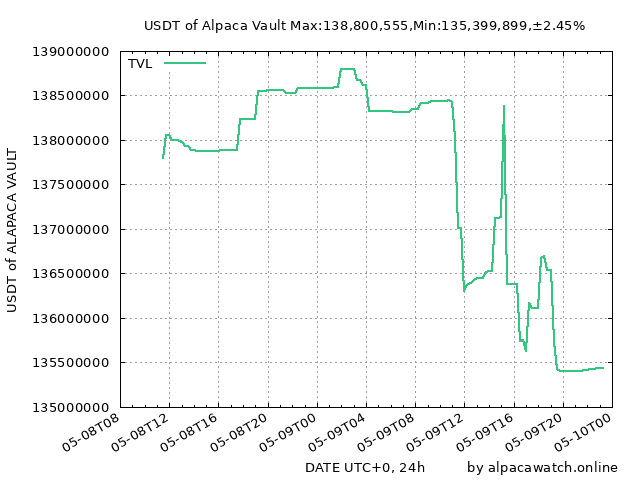 USDT of Alpaca Vault Max:138,800,555,Min:135,399,899,±2.45%
TVL
139000000
138500000
138000000
137500000
137000000
136500000
136000000
135500000
135000000
USDT of ALAPACA VAULT
05-08T08
05-08T12
05-08T16
05-08T20
05-09T00
05-09T04
05-09T08
05-09T12
05-09T16
05-09T20
05-10T00
DATE UTC+0, 24h
by alpacawatch.online